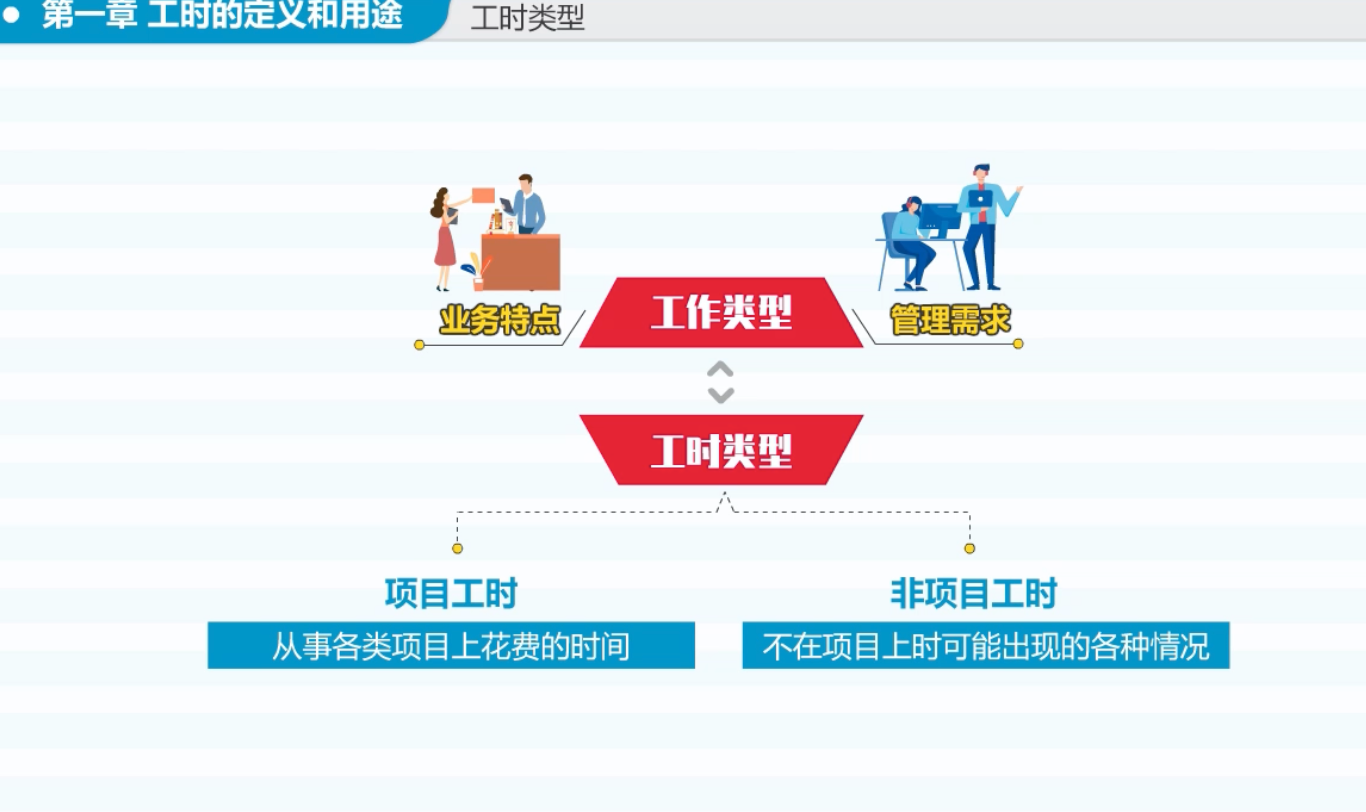 第一章 工时的定义和用途
工时类型
业务特点
工作类型
管理需求
工时类型
项目工时
非项目工时
从事各类项目上花费的时间
不在项目上时可能出现的各种情况